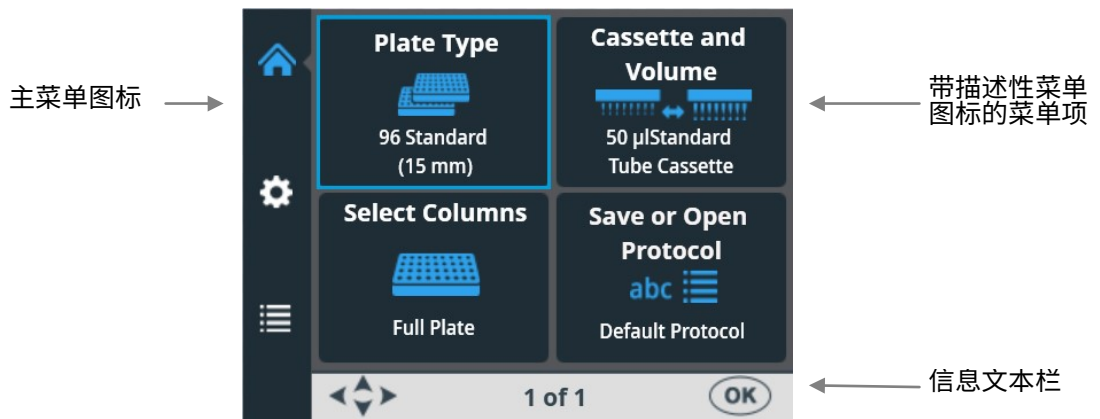 主菜单图标
Plate Type
96 Standard
(15 mm)
Cassette and
Volume
50 µlStandard
Tube Cassette
带描述性菜单
图标的菜单项
Select Columns
Full Plate
Save or Open
Protocol
abc
Default Protocol
1 of 1
OK
信息文本栏